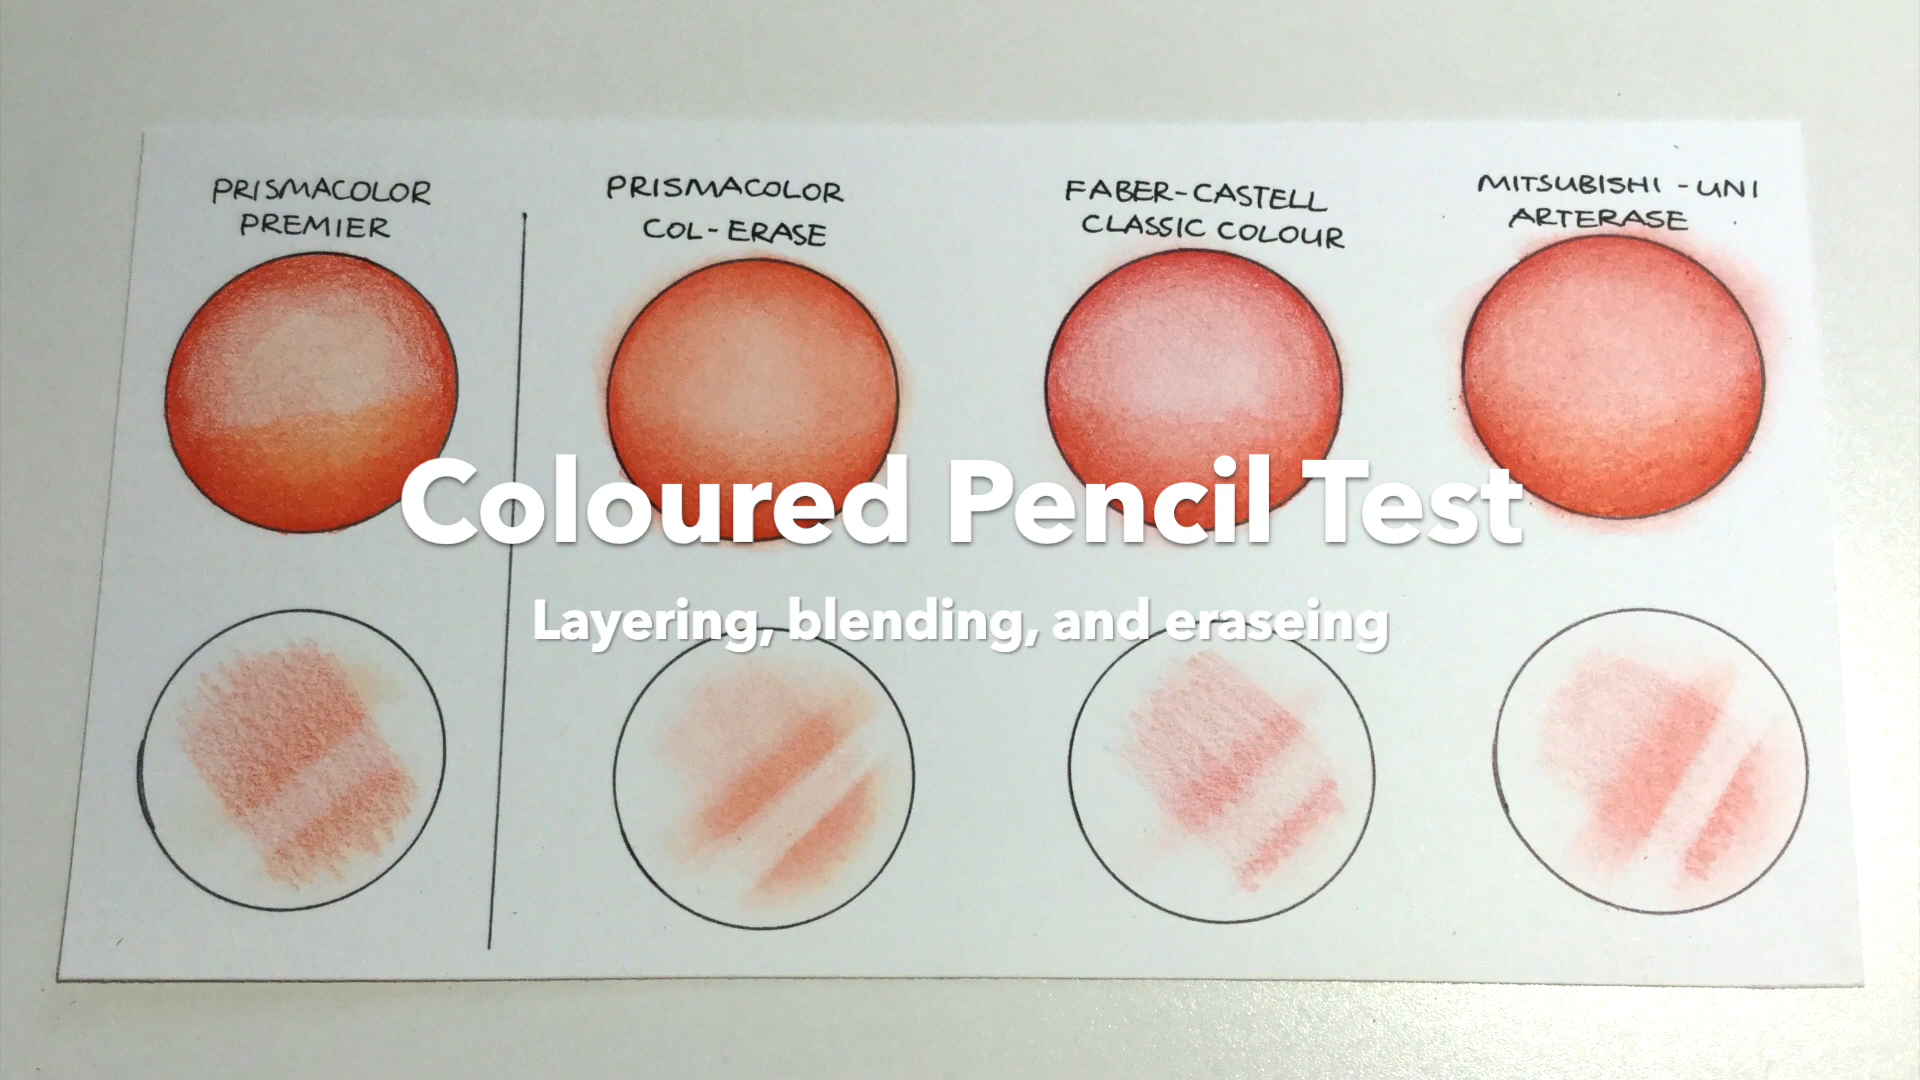 PRISMACOLOR
PREMIER
PRISMACOLOR
COL-ERASE
FABER-CASTELL
CLASSIC COLOUR
MITSUBISHI -UNI
ARTERASE
Coloured Pencil Test
Layering, blending, and eraseing